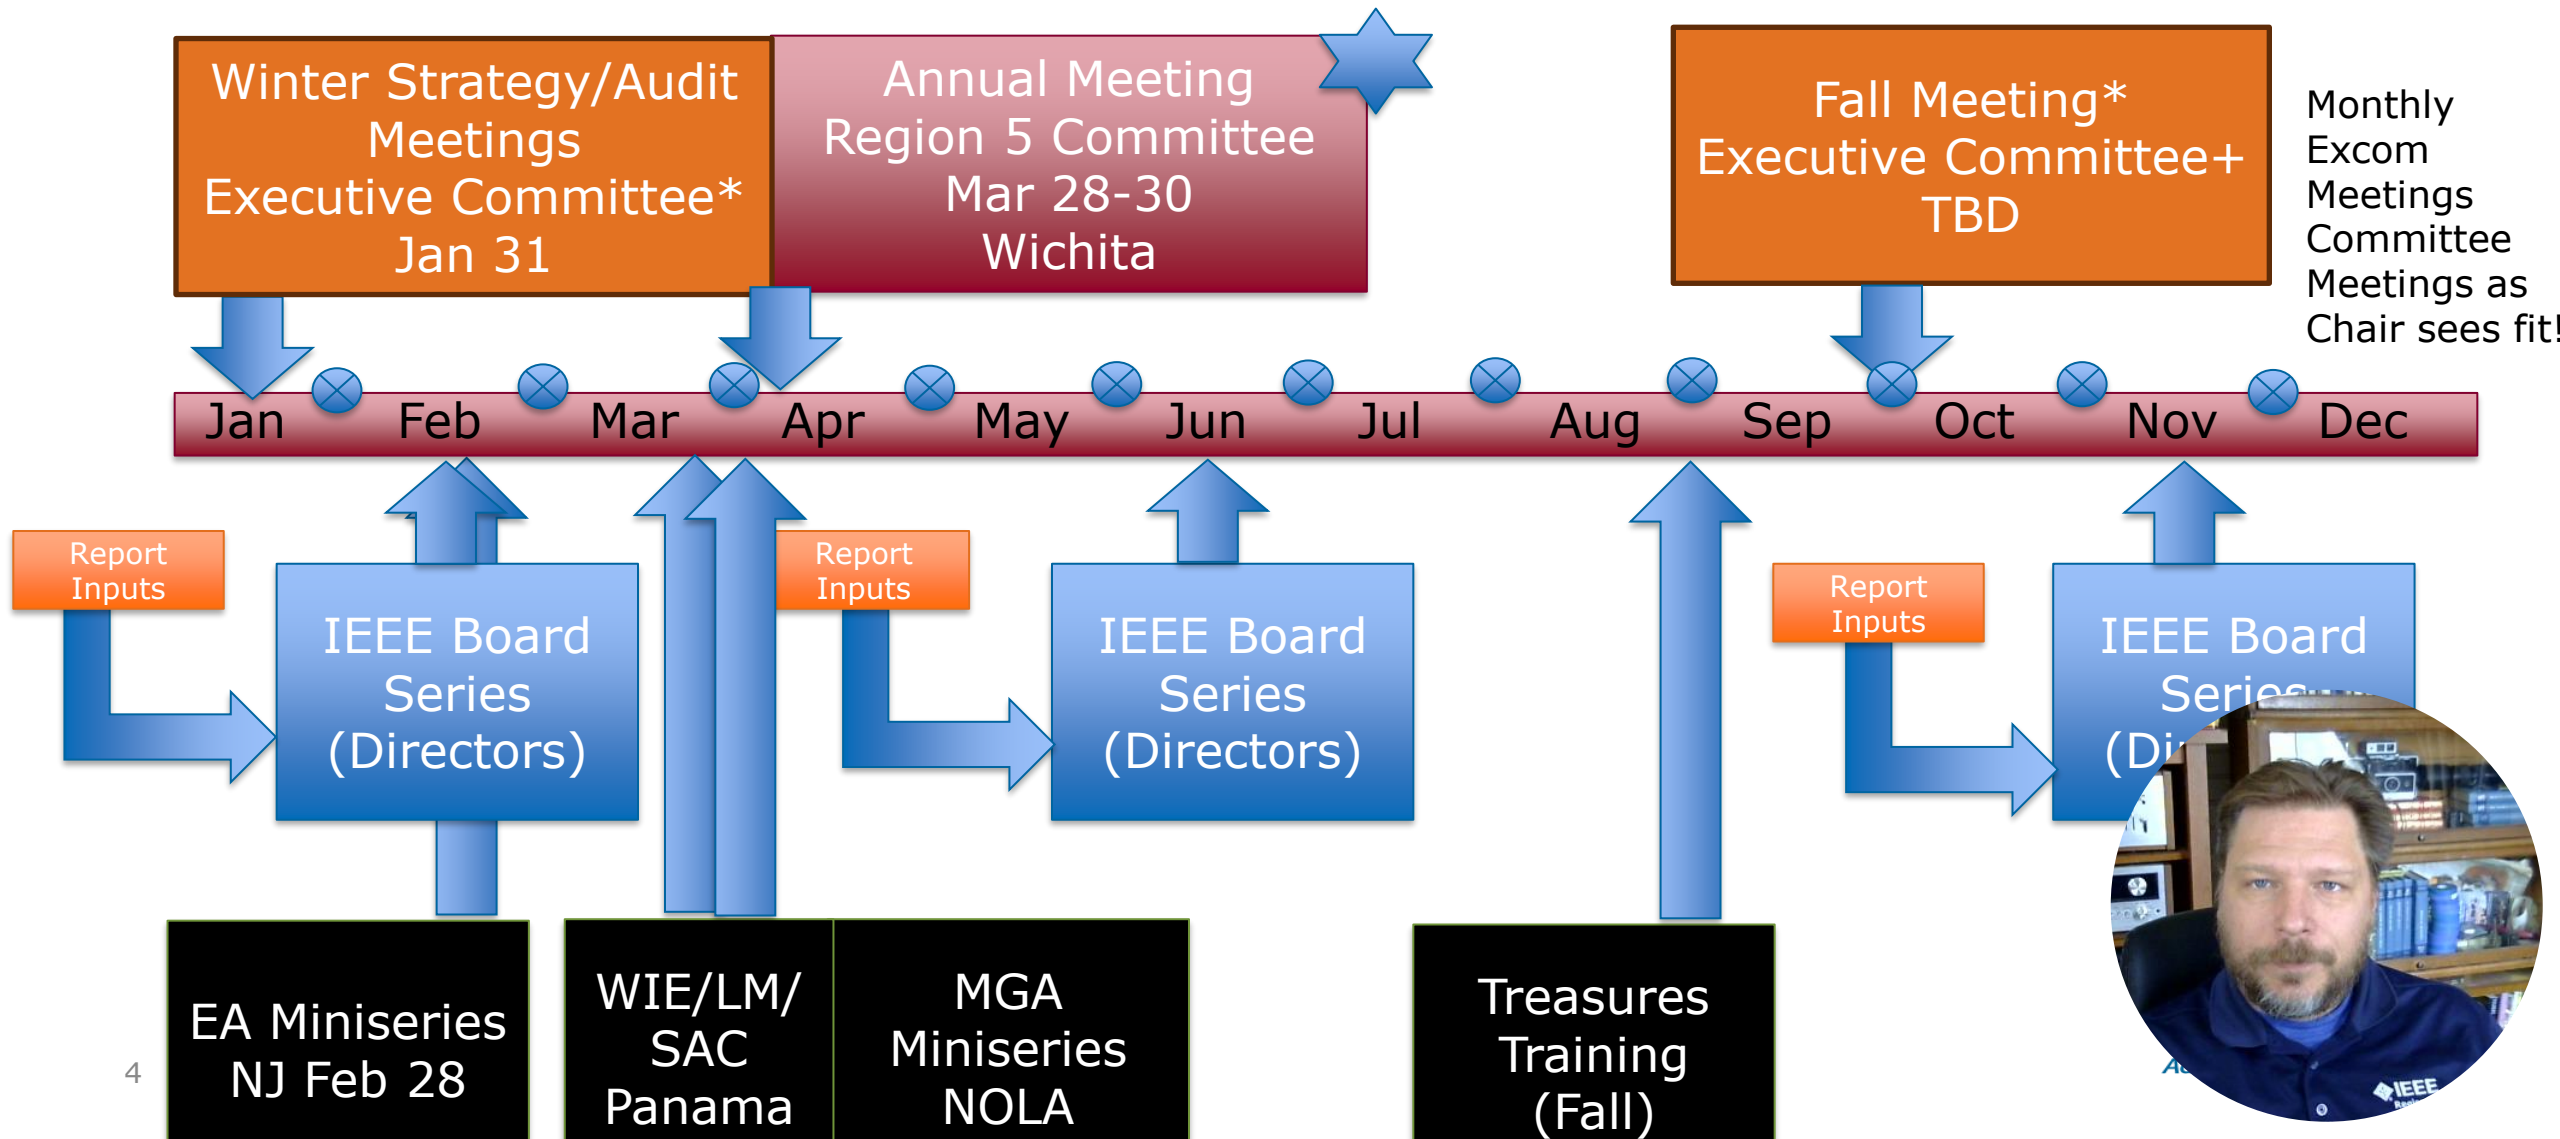 Winter Strategy/Audit
Meetings
Executive Committee*
Jan 31
Annual Meeting
Region 5 Committee
Mar 28-30
Wichita
Fall Meeting*
Executive Committee+
TBD
Monthly
Excom
Meetings
Committee
Meetings as
Chair sees fit!
Jan Feb Mar Apr May Jun Jul Aug Sep Oct Nov Dec
Report
Inputs
IEEE Board
Series
(Directors)
Report
Inputs
IEEE Board
Series
(Directors)
Report
Inputs
IEEE Board
Series
EA Miniseries
NJ Feb 28
WIE/LM/
SAC
Panama
MGA
Miniseries
NOLA
Treasures
Training
(Fall)
4
IEEE